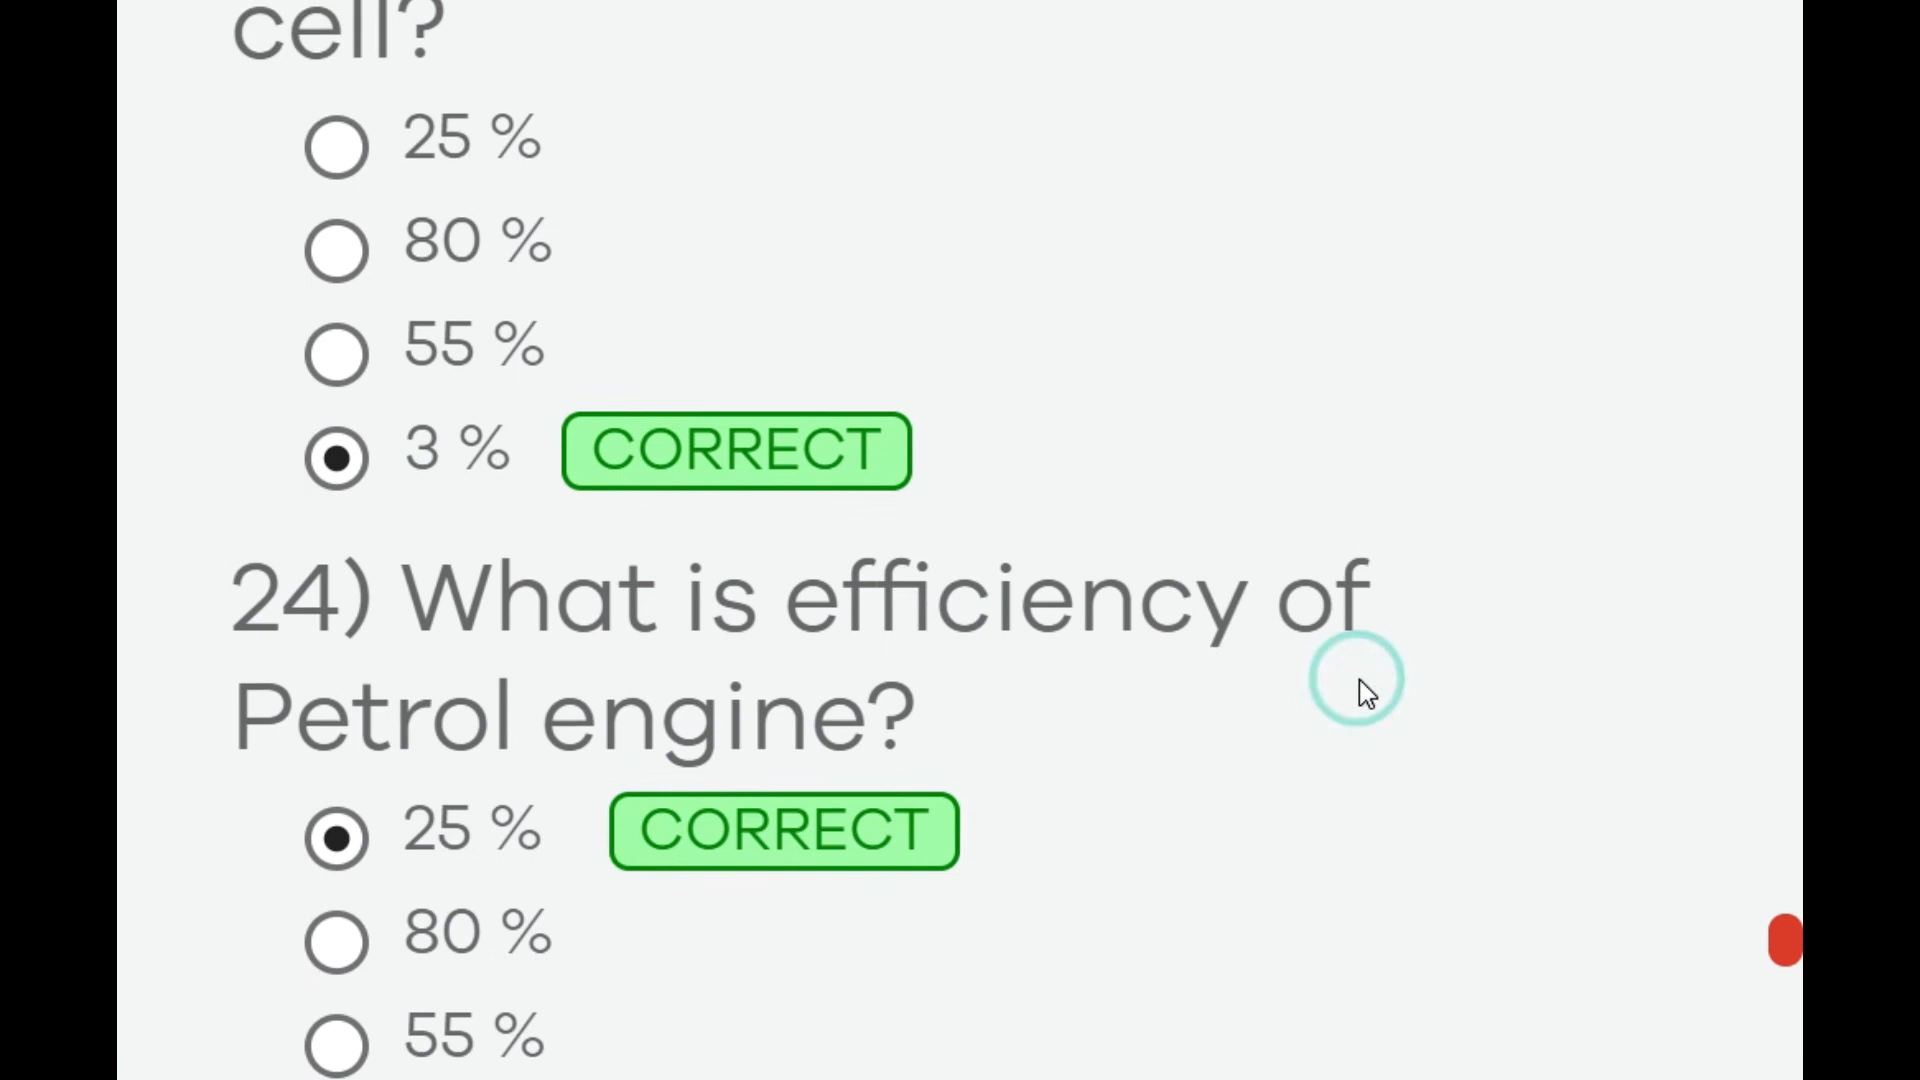 cell?
25 %
80 %
55 %
3 % CORRECT
24) What is efficiency of
Petrol engine?
25 % CORRECT
80 %
55 %